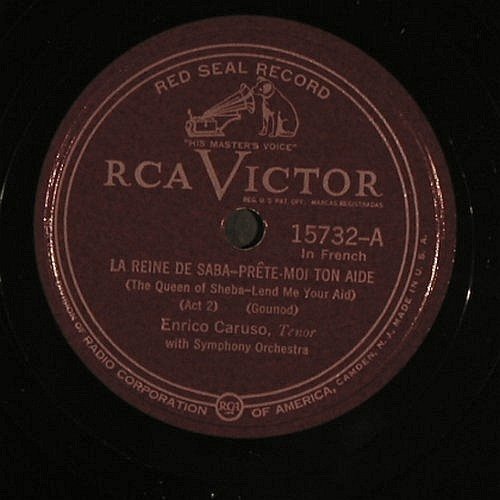 RED SEAL RECORD
"HIS MASTER'S VOICE"
RCA VICTOR
REG. U.S. PAT. OFF. MARCAS REGISTRADAS
15732-A
In French
LA REINE DE SABA—PRÊTE-MOI TON AIDE
(The Queen of Sheba—Lend Me Your Aid)
(Act 2) (Gounod)
Enrico Caruso, Tenor
with Symphony Orchestra
OF RADIO CORPORATION RCA OF AMERICA, CAMDEN, N. J. MADE IN U. S. A.